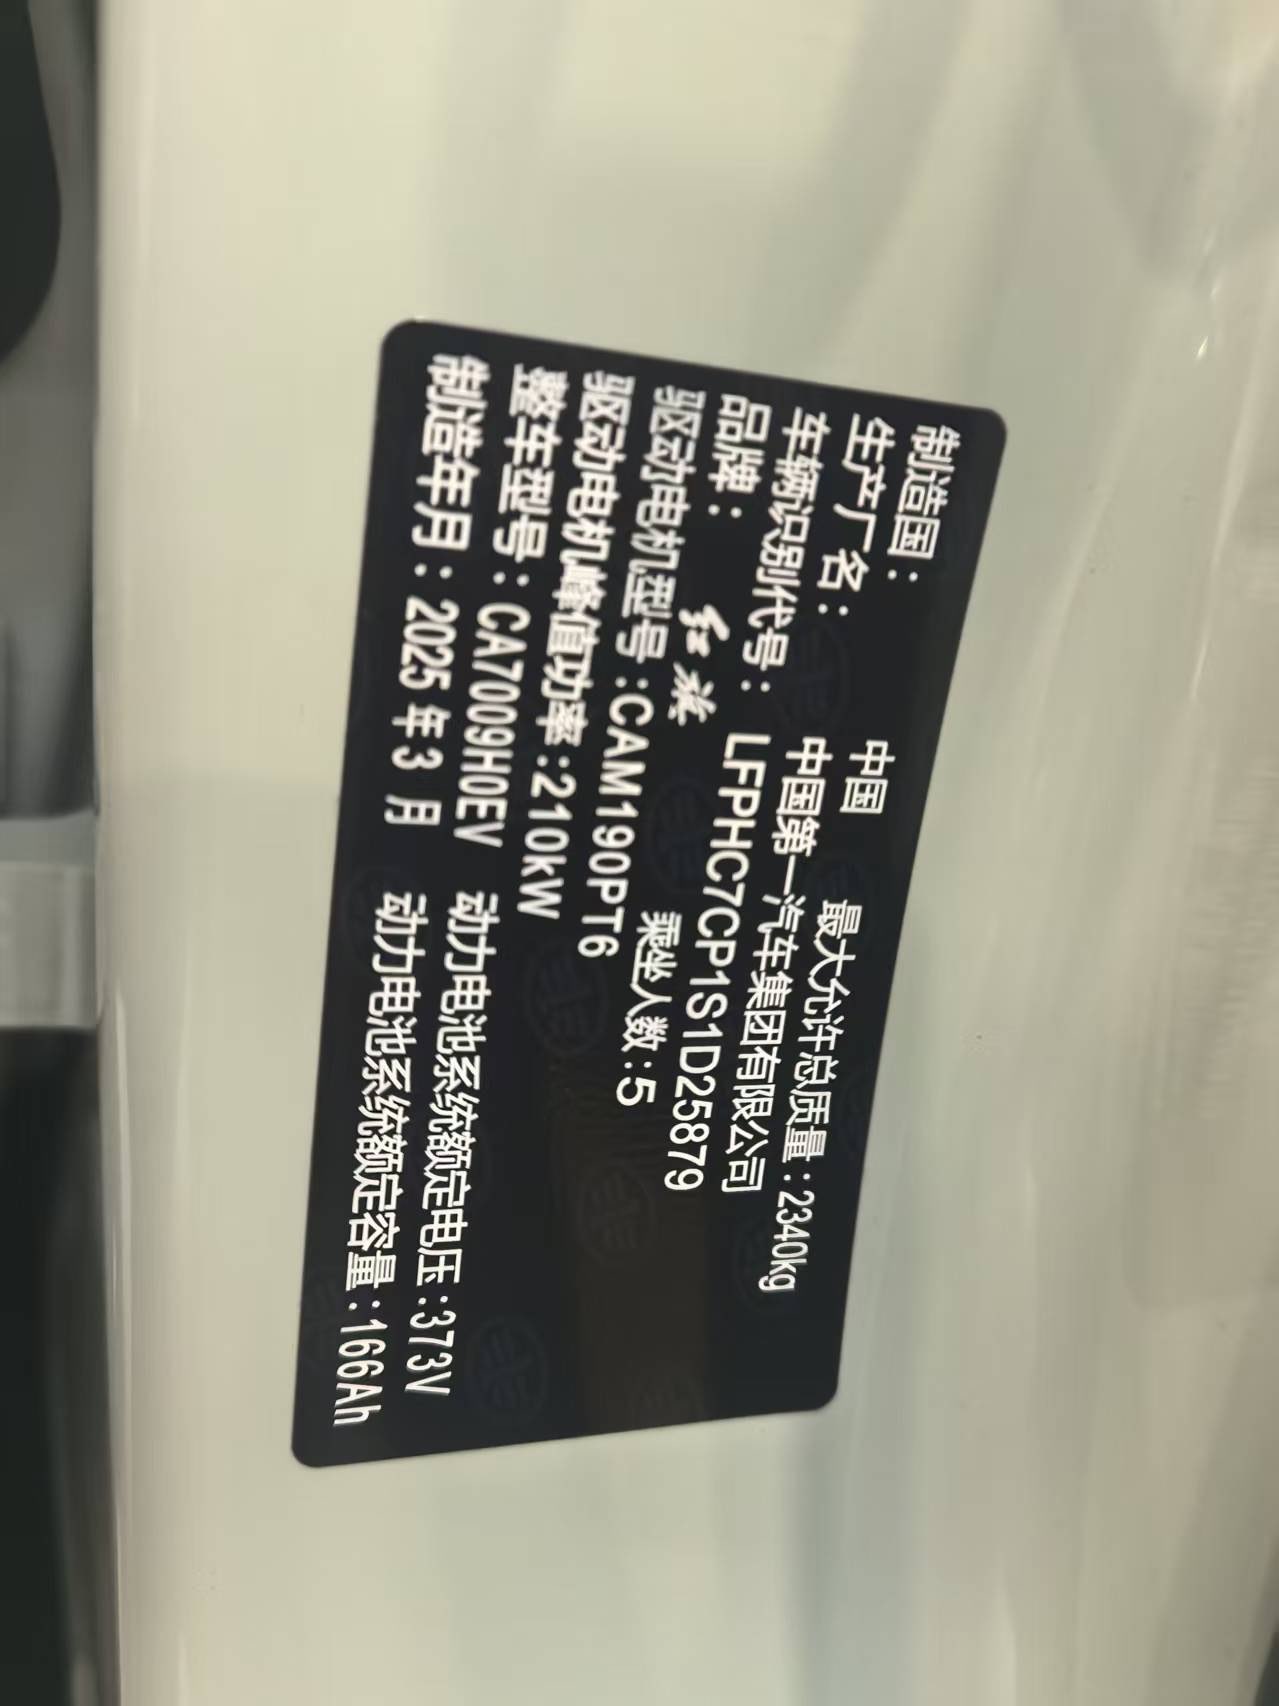 制造国： 中国 最大允许总质量：2340kg
生产厂名： 中国第一汽车集团有限公司
车辆识别代号： LFPHC7CP1S1D25879
品牌： 红旗 乘坐人数：5
驱动电机型号：CAM190PT6
驱动电机峰值功率：210kW
整车型号：CA7009H0EV 动力电池系统额定电压：373V
制造年月：2025年3月 动力电池系统额定容量：166Ah